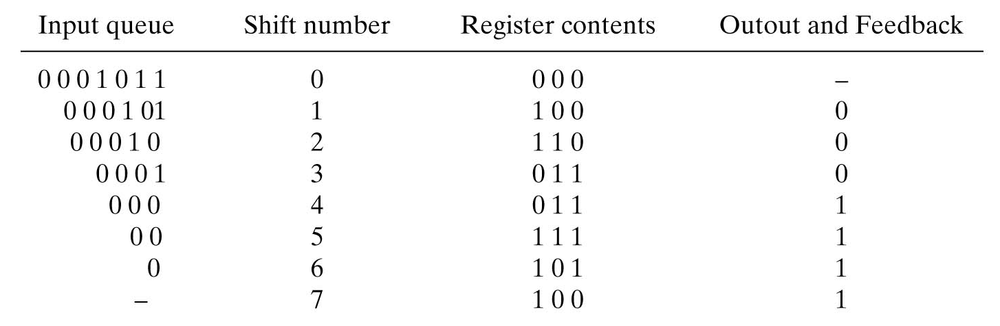 Input queue Shift number Register contents Outout and Feedback
0 0 0 1 0 1 1 0 0 0 0 –
0 0 0 1 01 1 1 0 0 0
0 0 0 1 0 2 1 1 0 0
0 0 0 1 3 0 1 1 0
0 0 0 4 0 1 1 1
0 0 5 1 1 1 1
0 6 1 0 1 1
– 7 1 0 0 1